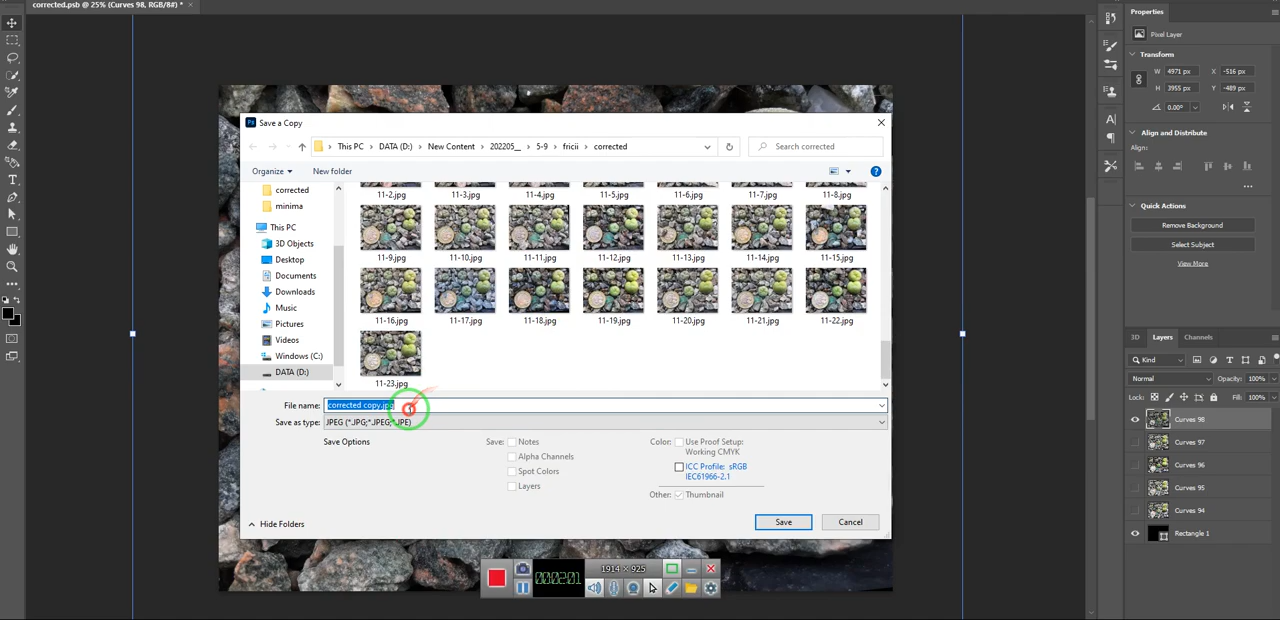 corrected.psb @ 25% (Curves 98, RGB/8#) *
Save a Copy
This PC > DATA (D:) > New Content > 202205__ > 5-9 > fricii > corrected
Search corrected
Organize
New folder
corrected
minima
This PC
3D Objects
Desktop
Documents
Downloads
Music
Pictures
Videos
Windows (C:)
DATA (D:)
11-2.jpg 11-3.jpg 11-4.jpg 11-5.jpg 11-6.jpg 11-7.jpg 11-8.jpg
11-9.jpg 11-10.jpg 11-11.jpg 11-12.jpg 11-13.jpg 11-14.jpg 11-15.jpg
11-16.jpg 11-17.jpg 11-18.jpg 11-19.jpg 11-20.jpg 11-21.jpg 11-22.jpg
11-23.jpg
File name: corrected copy.jpg
Save as type: JPEG (*.JPG;*.JPEG;*.JPE)
Save Options
Save: Notes
Alpha Channels
Spot Colors
Layers
Color: Use Proof Setup:
Working CMYK
ICC Profile: sRGB
IEC61966-2.1
Other: Thumbnail
Hide Folders
Save
Cancel
1914 × 925
000201
Properties
Pixel Layer
Transform
W 4971 px X -516 px
H 3955 px Y -489 px
0.00°
Align and Distribute
Align:
Quick Actions
Remove Background
Select Subject
View More
3D Layers Channels
Kind
Normal Opacity: 100%
Lock: Fill: 100%
Curves 98
Curves 97
Curves 96
Curves 95
Curves 94
Rectangle 1